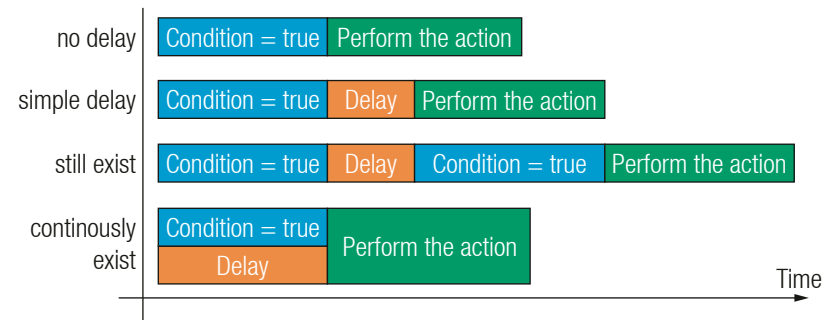 no delay Condition = true Perform the action
simple delay Condition = true Delay Perform the action
still exist Condition = true Delay Condition = true Perform the action
continously Condition = true
exist Delay Perform the action
Time